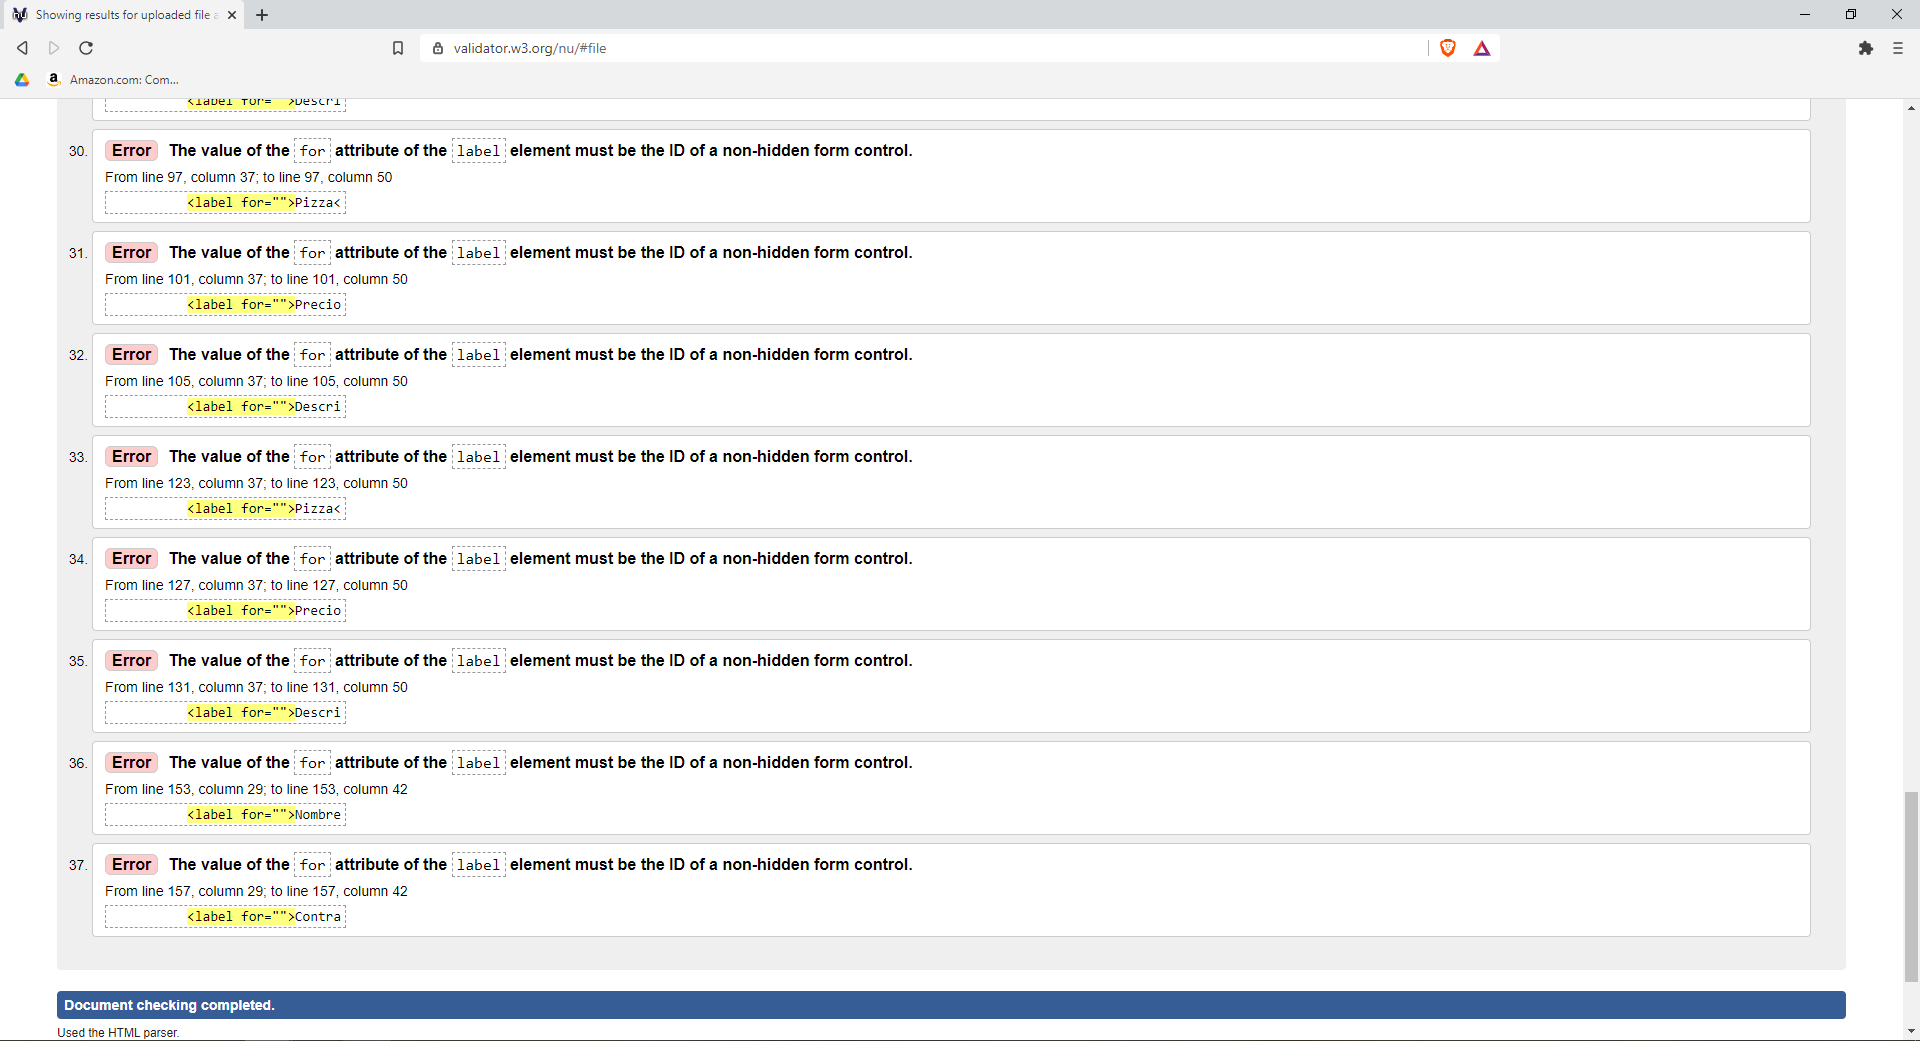 Showing results for uploaded file a
validator.w3.org/nu/#file
Amazon.com: Com...
<label for="">Descri
30. Error The value of the for attribute of the label element must be the ID of a non-hidden form control.
From line 97, column 37; to line 97, column 50
<label for="">Pizza<
31. Error The value of the for attribute of the label element must be the ID of a non-hidden form control.
From line 101, column 37; to line 101, column 50
<label for="">Precio
32. Error The value of the for attribute of the label element must be the ID of a non-hidden form control.
From line 105, column 37; to line 105, column 50
<label for="">Descri
33. Error The value of the for attribute of the label element must be the ID of a non-hidden form control.
From line 123, column 37; to line 123, column 50
<label for="">Pizza<
34. Error The value of the for attribute of the label element must be the ID of a non-hidden form control.
From line 127, column 37; to line 127, column 50
<label for="">Precio
35. Error The value of the for attribute of the label element must be the ID of a non-hidden form control.
From line 131, column 37; to line 131, column 50
<label for="">Descri
36. Error The value of the for attribute of the label element must be the ID of a non-hidden form control.
From line 153, column 29; to line 153, column 42
<label for="">Nombre
37. Error The value of the for attribute of the label element must be the ID of a non-hidden form control.
From line 157, column 29; to line 157, column 42
<label for="">Contra
Document checking completed.
Used the HTML parser.